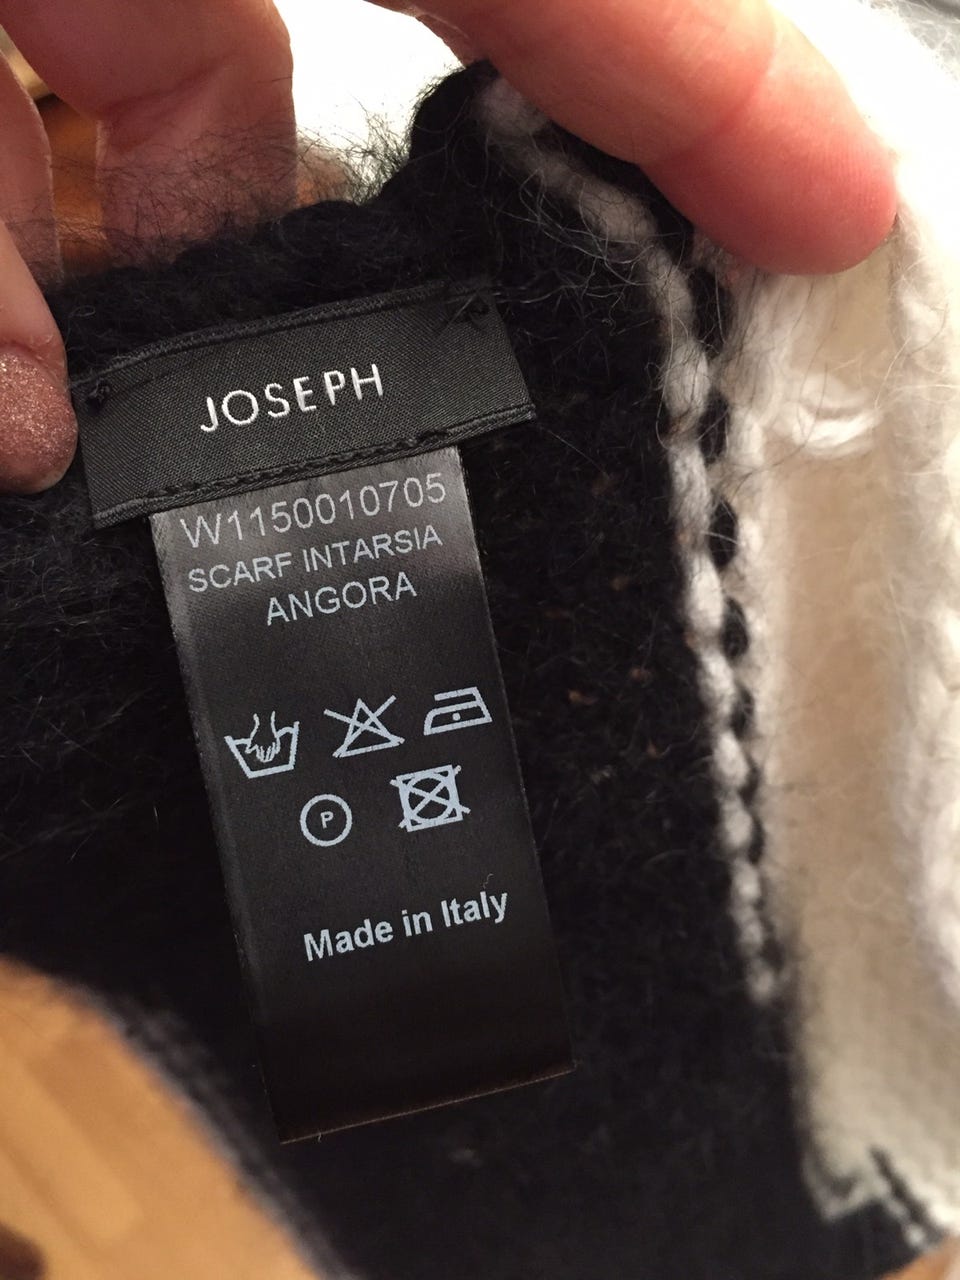 JOSEPH
W1150010705
SCARF INTARSIA
ANGORA
P
Made in Italy